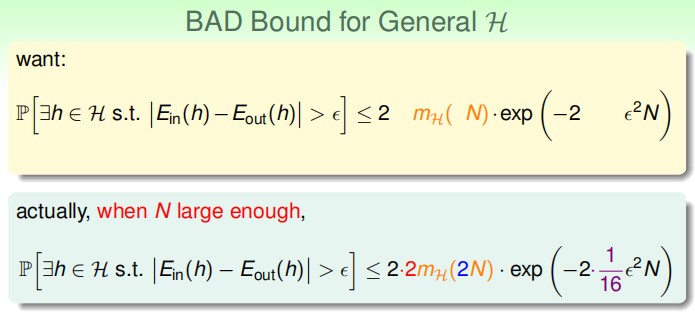 BAD Bound for General ℋ
want:
ℙ[∃h ∈ ℋ s.t. |E_in(h) − E_out(h)| > ϵ] ≤ 2 m_ℋ( N) · exp (−2 ϵ²N)
actually, when N large enough,
ℙ[∃h ∈ ℋ s.t. |E_in(h) − E_out(h)| > ϵ] ≤ 2·2m_ℋ(2N) · exp (−2· 1/16 ϵ²N)